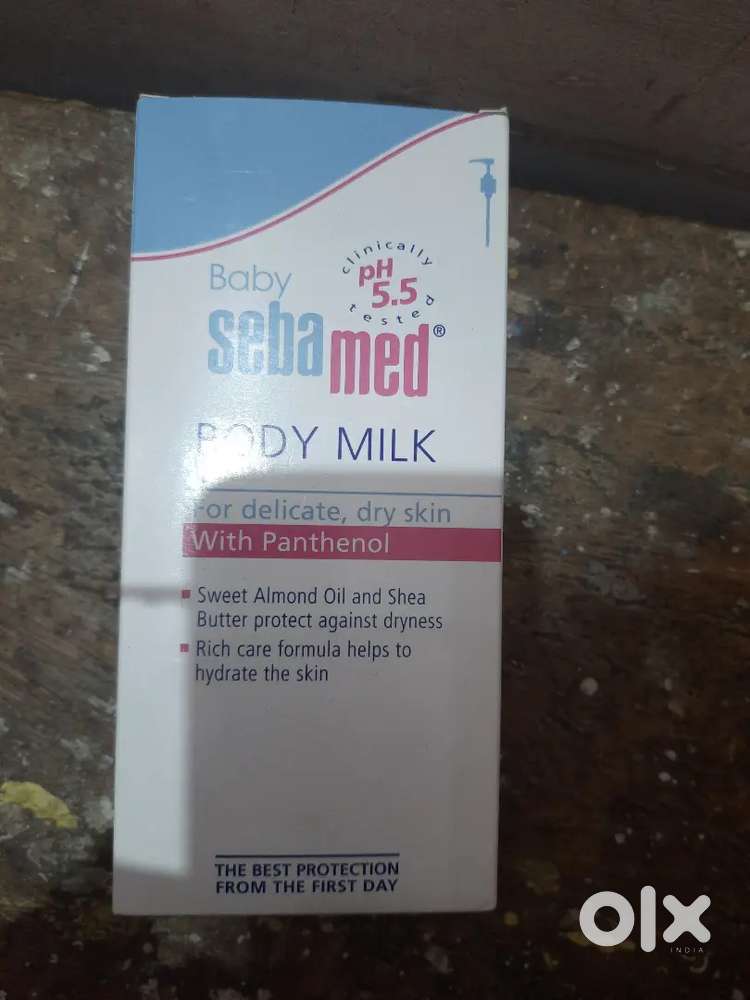 clinically
pH
5.5
tested
Baby
sebamed®
BODY MILK
For delicate, dry skin
With Panthenol
Sweet Almond Oil and Shea
Butter protect against dryness
Rich care formula helps to
hydrate the skin
THE BEST PROTECTION
FROM THE FIRST DAY
olx
INDIA